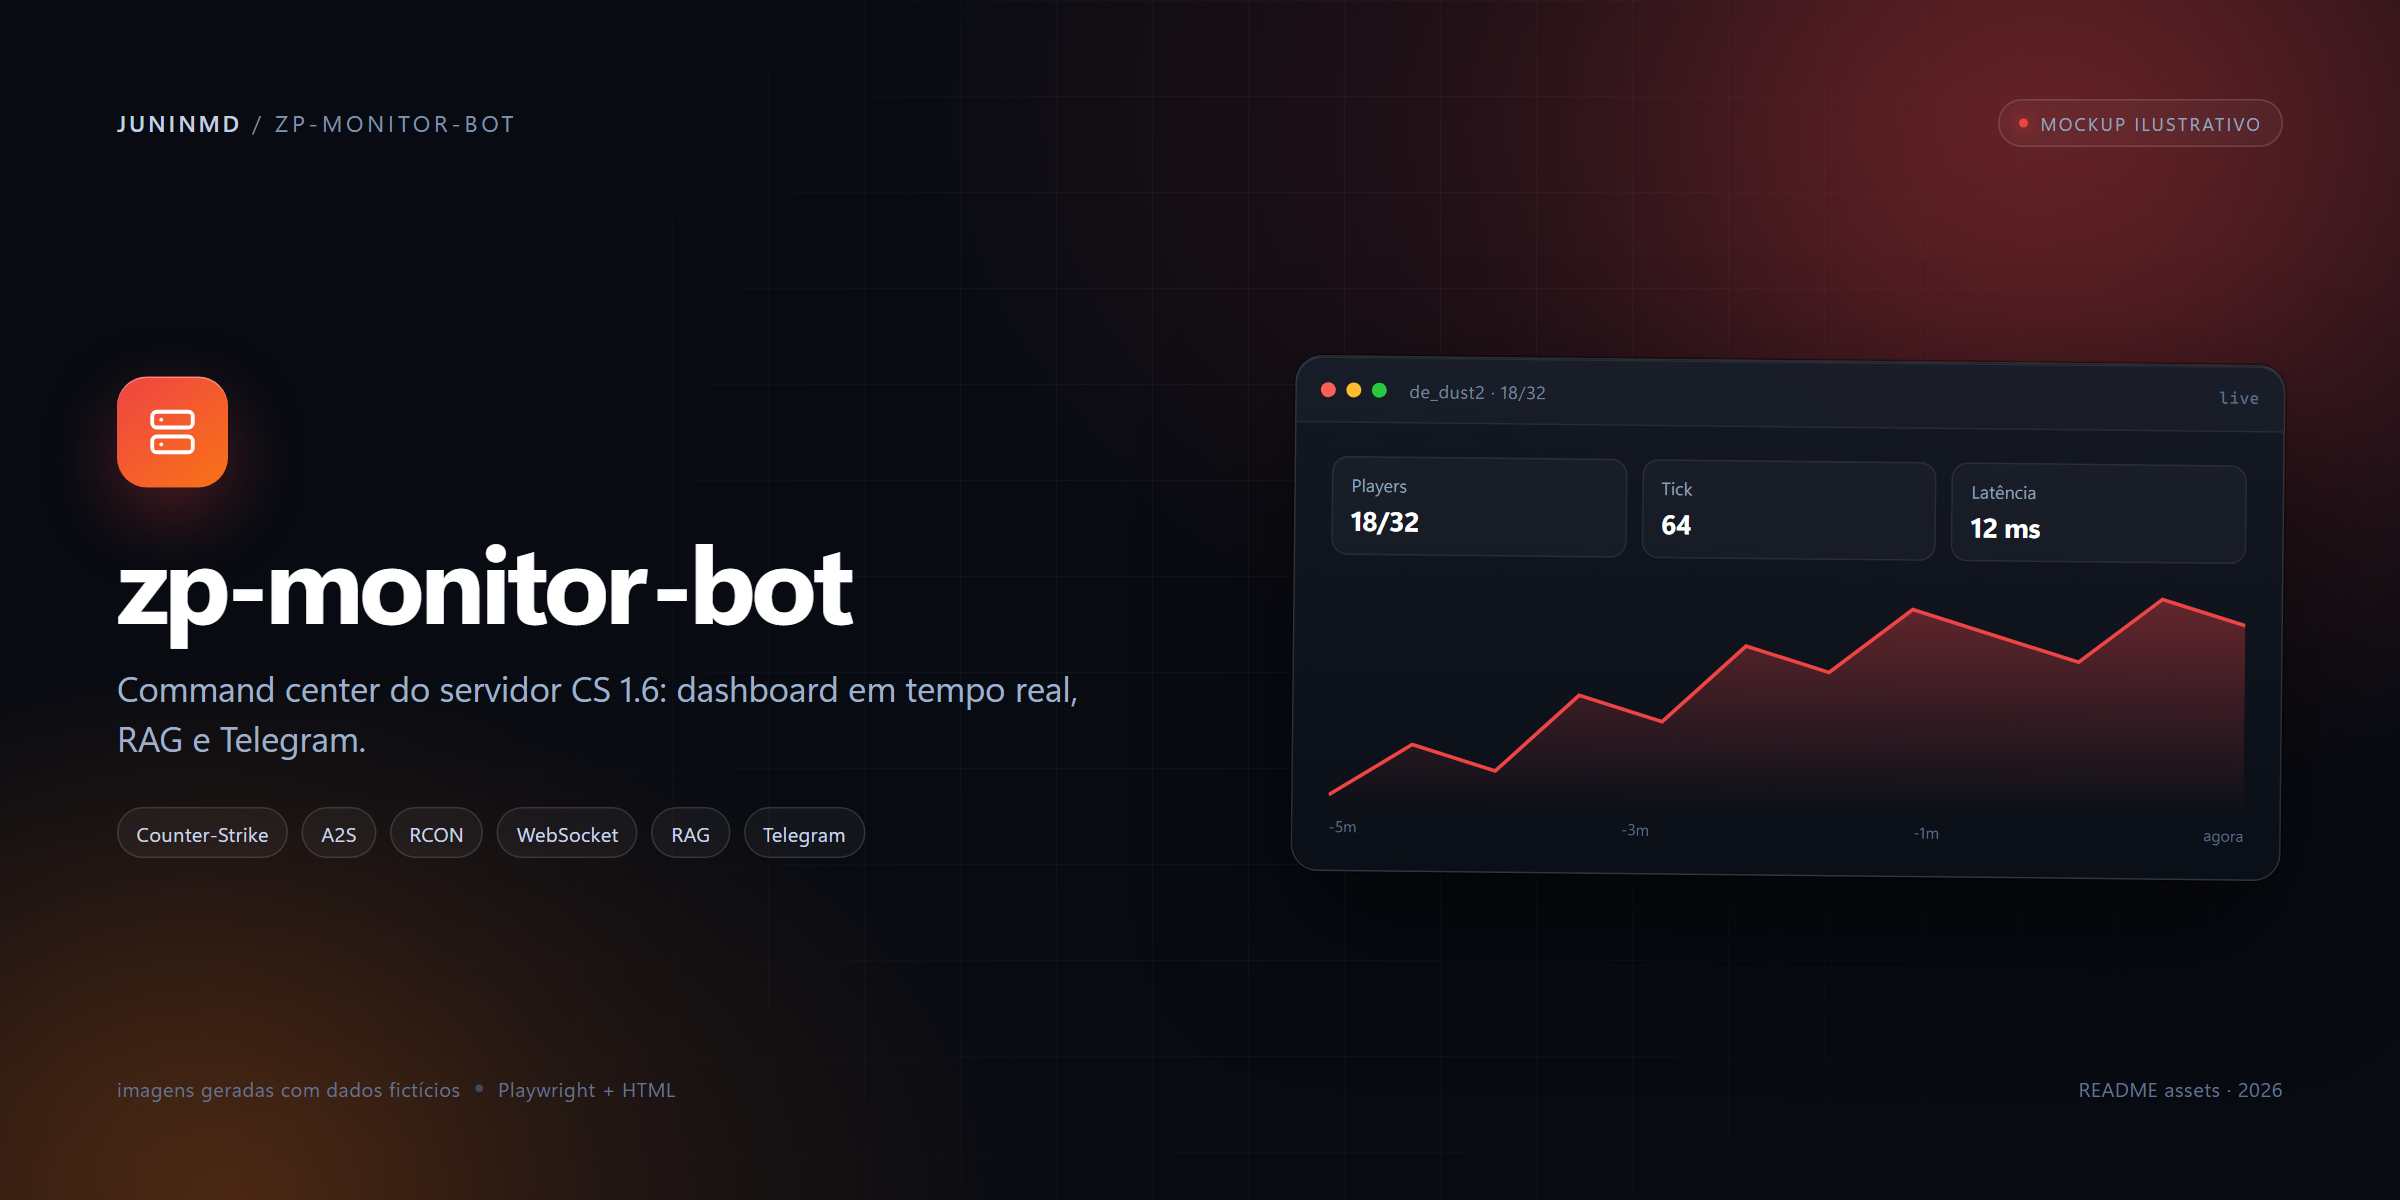 JUNINMD / ZP-MONITOR-BOT
MOCKUP ILUSTRATIVO
zp-monitor-bot
Command center do servidor CS 1.6: dashboard em tempo real,
RAG e Telegram.
Counter-Strike A2S RCON WebSocket RAG Telegram
de_dust2 · 18/32
live
Players
18/32
Tick
64
Latência
12 ms
-5m -3m -1m agora
imagens geradas com dados fictícios • Playwright + HTML
README assets · 2026